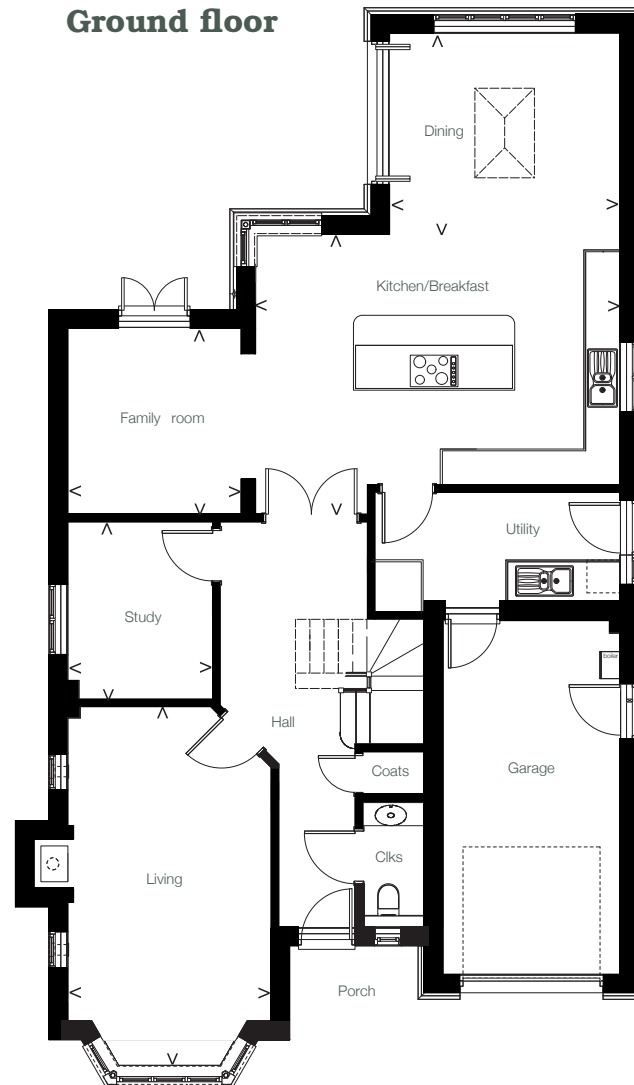 Ground floor
Dining
Kitchen/Breakfast
Family room
Utility
Study
boiler
Hall
Coats
Garage
Clks
Living
Porch